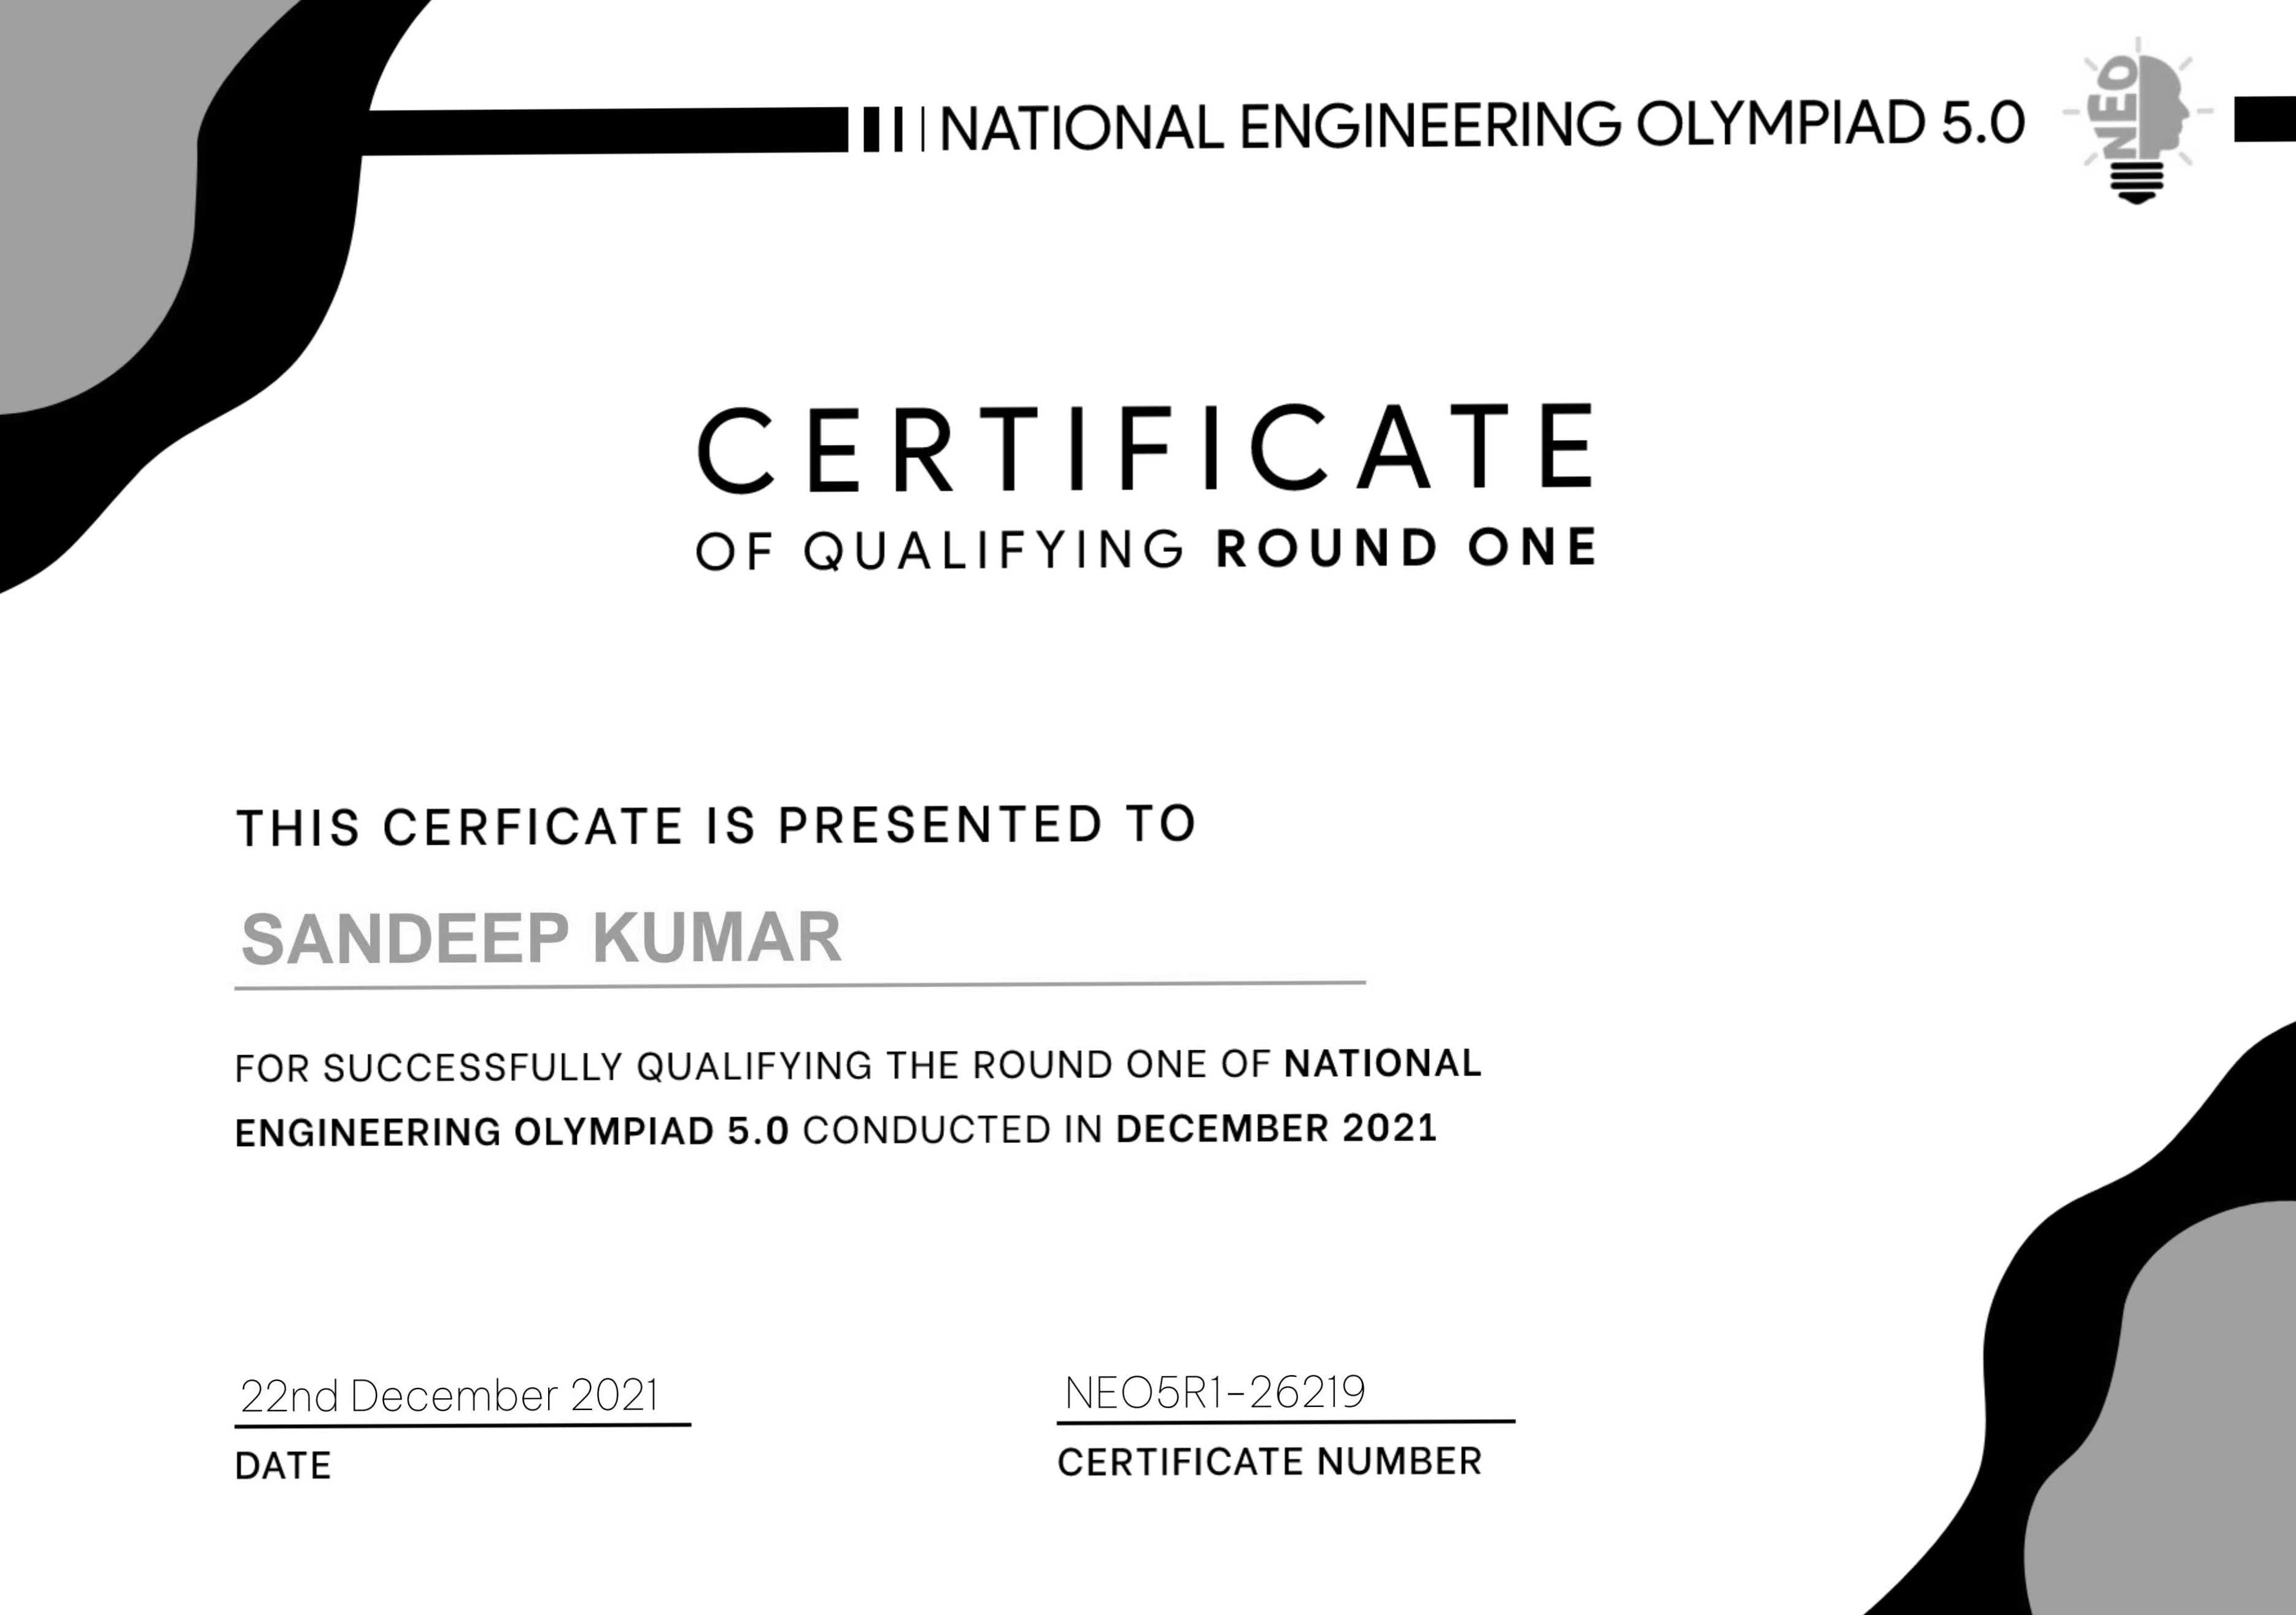 NATIONAL ENGINEERING OLYMPIAD 5.0
NEO
CERTIFICATE
OF QUALIFYING ROUND ONE
THIS CERFICATE IS PRESENTED TO
SANDEEP KUMAR
FOR SUCCESSFULLY QUALIFYING THE ROUND ONE OF NATIONAL
ENGINEERING OLYMPIAD 5.0 CONDUCTED IN DECEMBER 2021
22nd December 2021
DATE
NEO5R1-26219
CERTIFICATE NUMBER